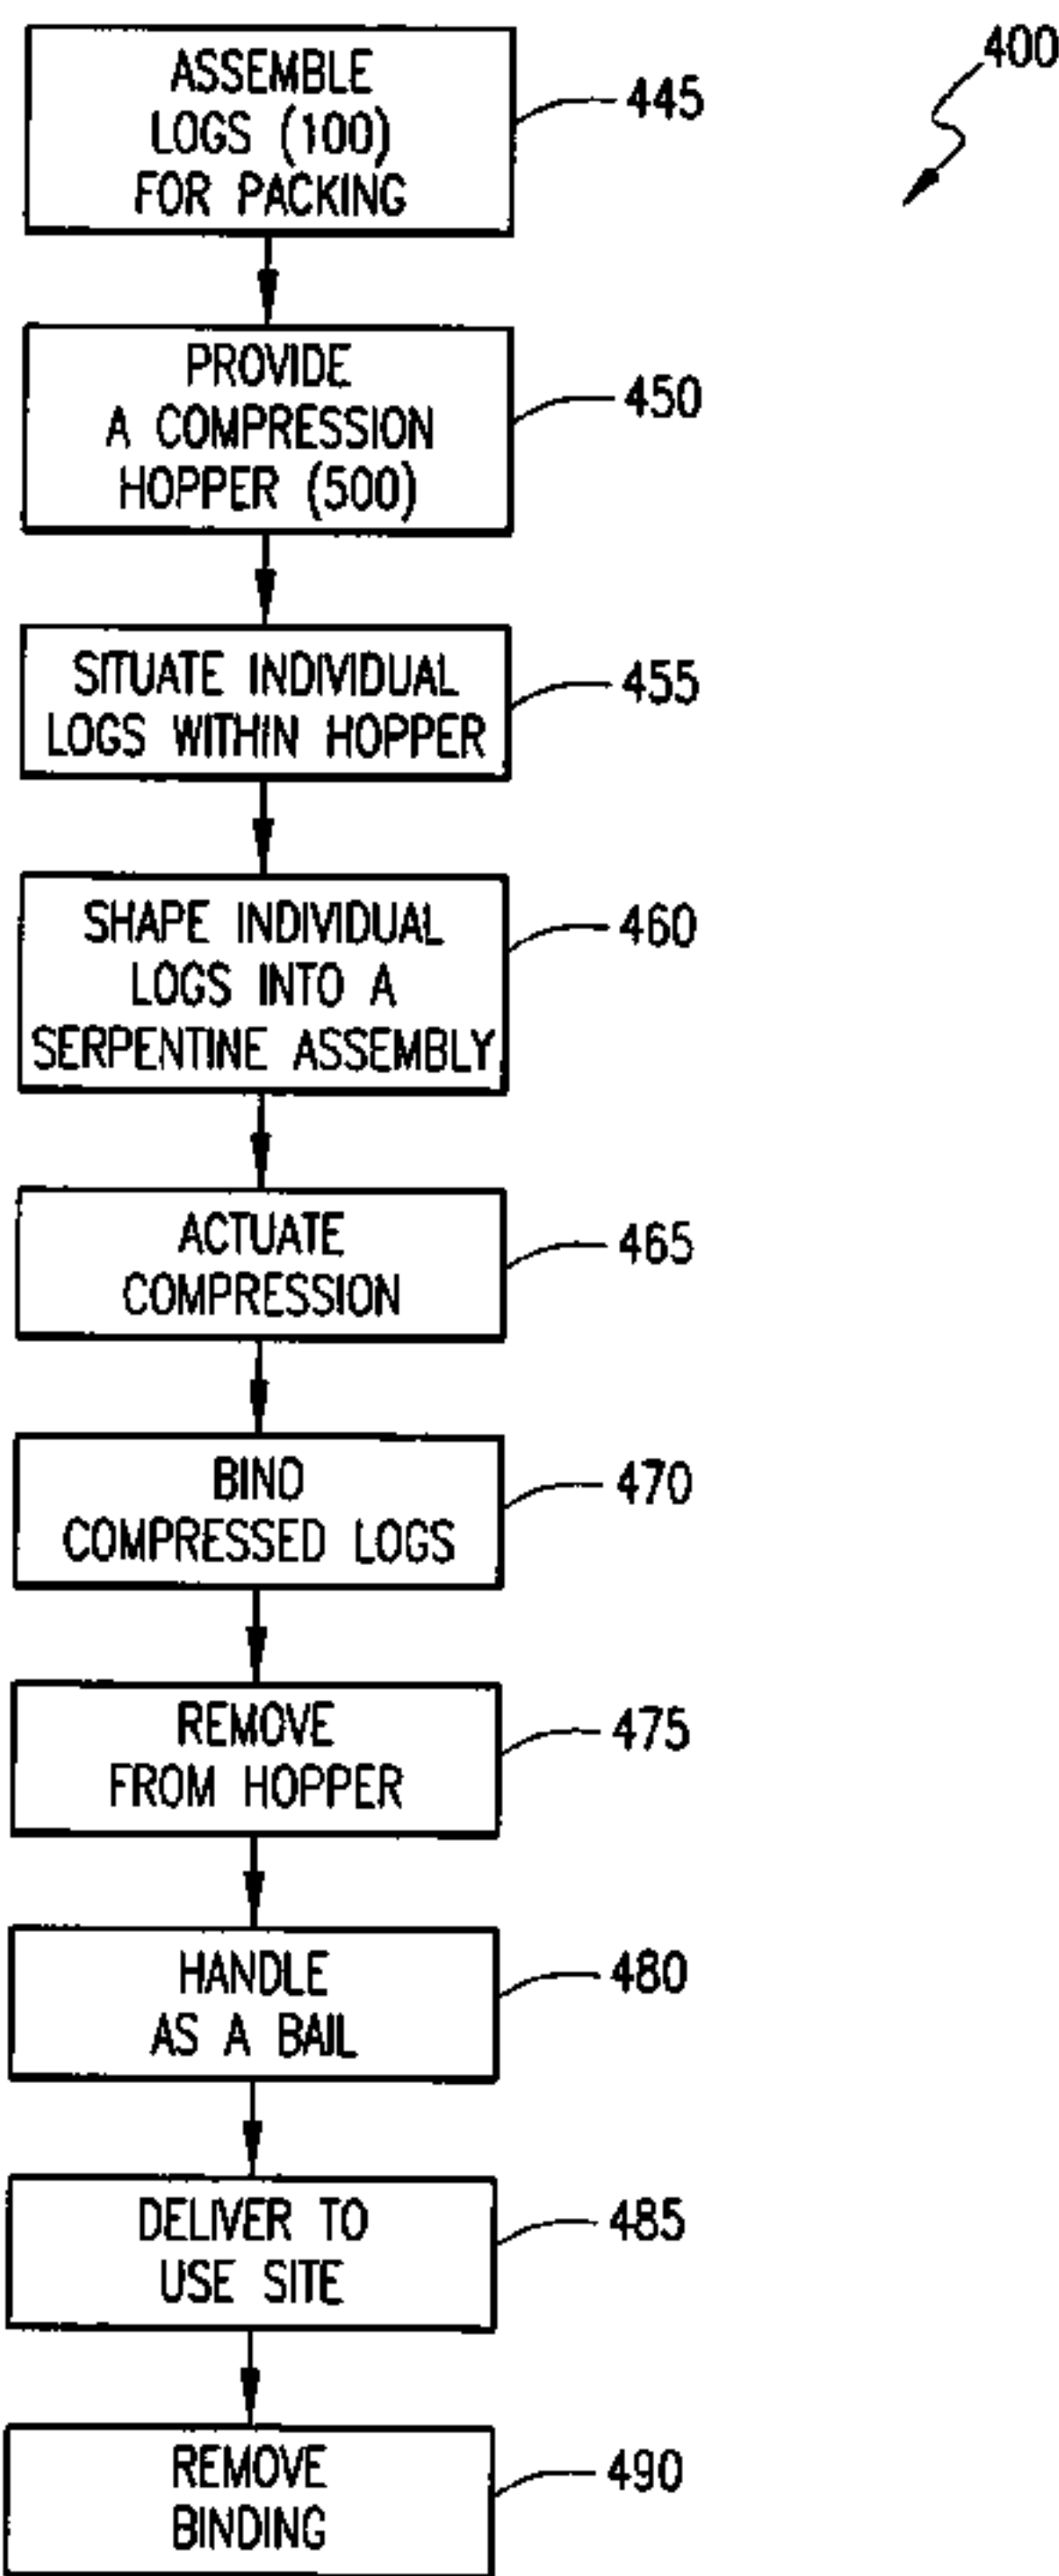 400
ASSEMBLE
LOGS (100)
FOR PACKING
445
PROVIDE
A COMPRESSION
HOPPER (500)
450
SITUATE INDIVIDUAL
LOGS WITHIN HOPPER
455
SHAPE INDIVIDUAL
LOGS INTO A
SERPENTINE ASSEMBLY
460
ACTUATE
COMPRESSION
465
BIND
COMPRESSED LOGS
470
REMOVE
FROM HOPPER
475
HANDLE
AS A BAIL
480
DELIVER TO
USE SITE
485
REMOVE
BINDING
490